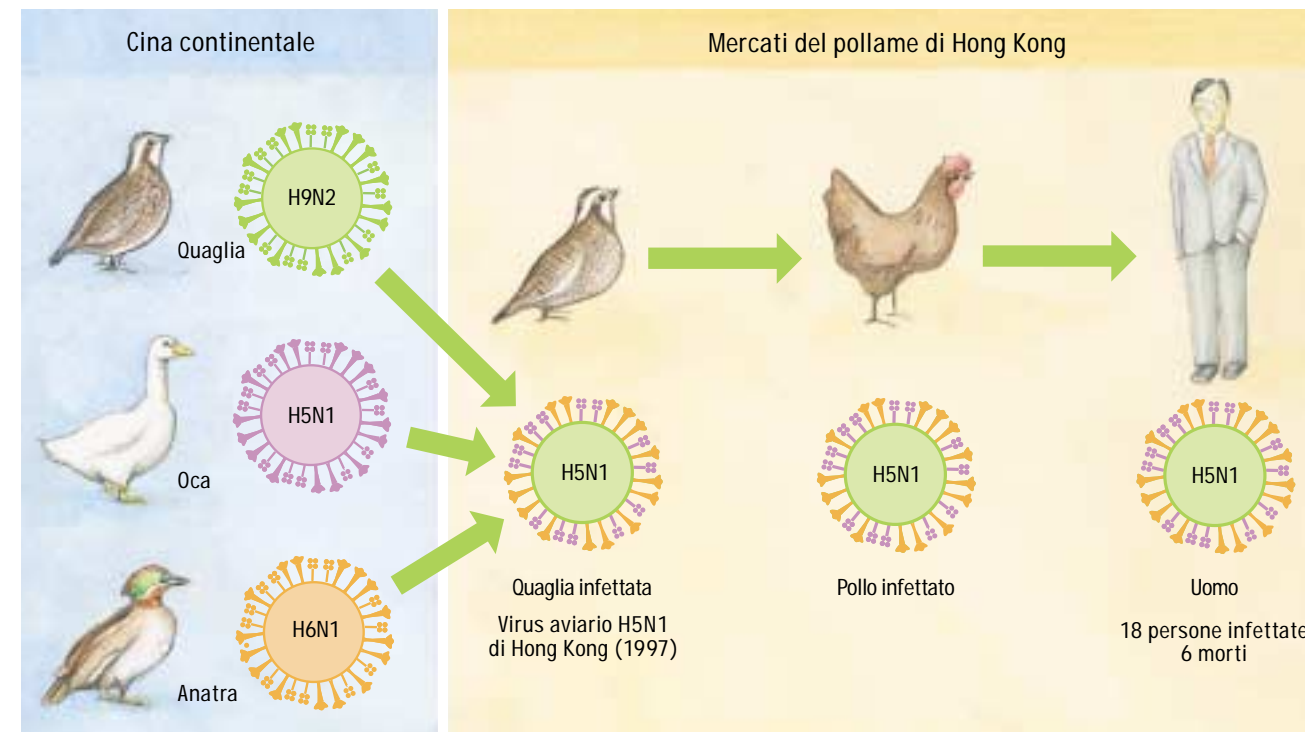 Cina continentale
Mercati del pollame di Hong Kong
H9N2
Quaglia
H5N1
Oca
H6N1
Anatra
H5N1
Quaglia infettata
Virus aviario H5N1
di Hong Kong (1997)
H5N1
Pollo infettato
H5N1
Uomo
18 persone infettate
6 morti